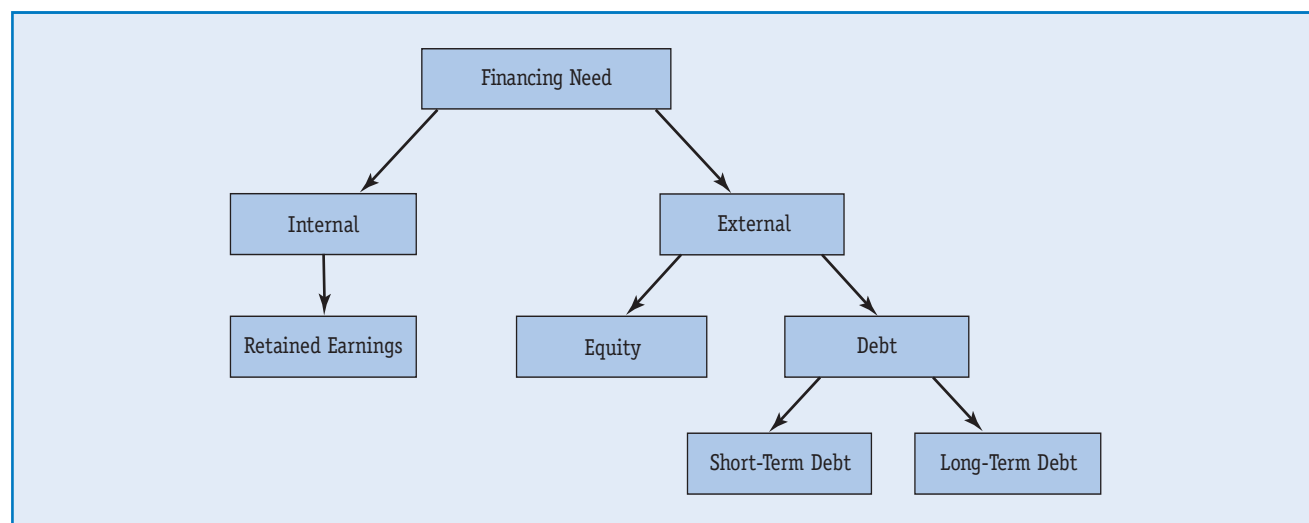 Financing Need
Internal
External
Retained Earnings
Equity
Debt
Short-Term Debt
Long-Term Debt